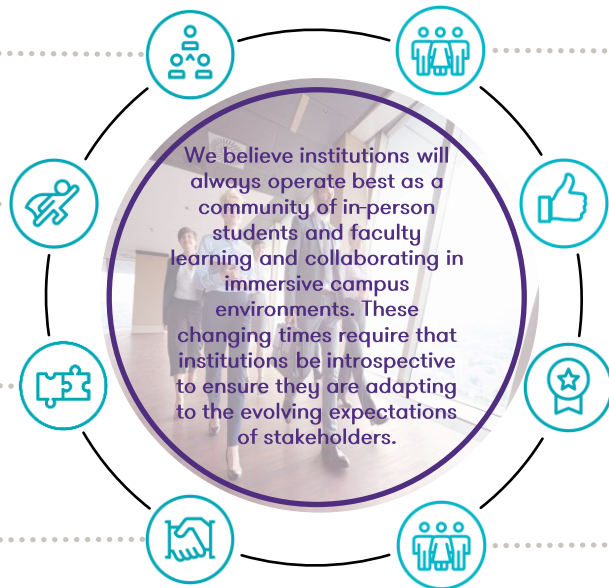 We believe institutions will
always operate best as a
community of in-person
students and faculty
learning and collaborating in
immersive campus
environments. These
changing times require that
institutions be introspective
to ensure they are adapting
to the evolving expectations
of stakeholders.